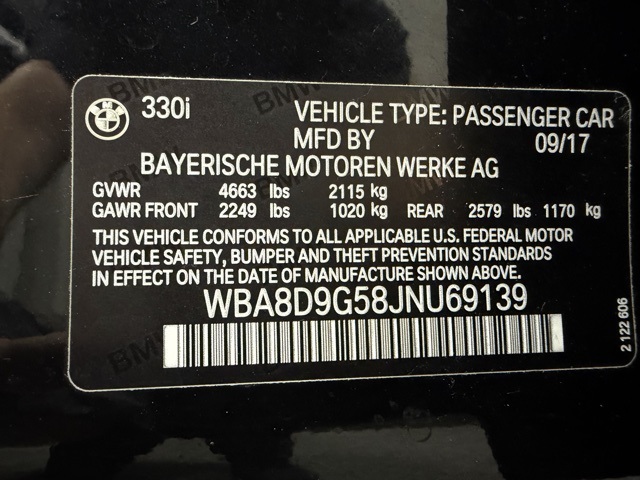 BMW
330i
VEHICLE TYPE: PASSENGER CAR
MFD BY 09/17
BAYERISCHE MOTOREN WERKE AG
GVWR 4663 lbs 2115 kg
GAWR FRONT 2249 lbs 1020 kg REAR 2579 lbs 1170 kg
THIS VEHICLE CONFORMS TO ALL APPLICABLE U.S. FEDERAL MOTOR
VEHICLE SAFETY, BUMPER AND THEFT PREVENTION STANDARDS
IN EFFECT ON THE DATE OF MANUFACTURE SHOWN ABOVE.
WBA8D9G58JNU69139
2 122 606